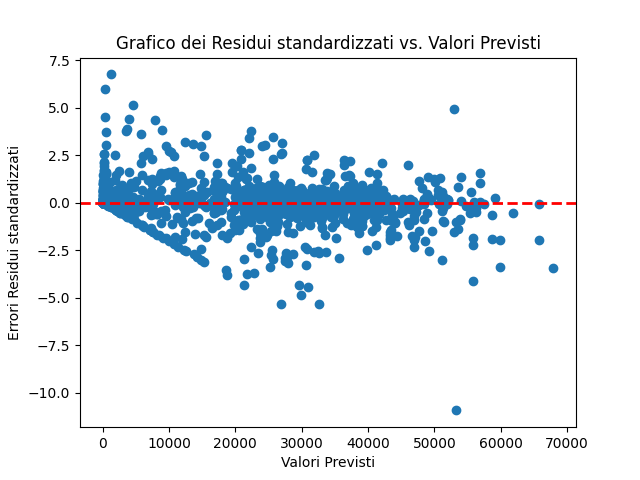 Grafico dei Residui standardizzati vs. Valori Previsti
7.5
5.0
2.5
0.0
−2.5
−5.0
−7.5
−10.0
Errori Residui standardizzati
0 10000 20000 30000 40000 50000 60000 70000
Valori Previsti